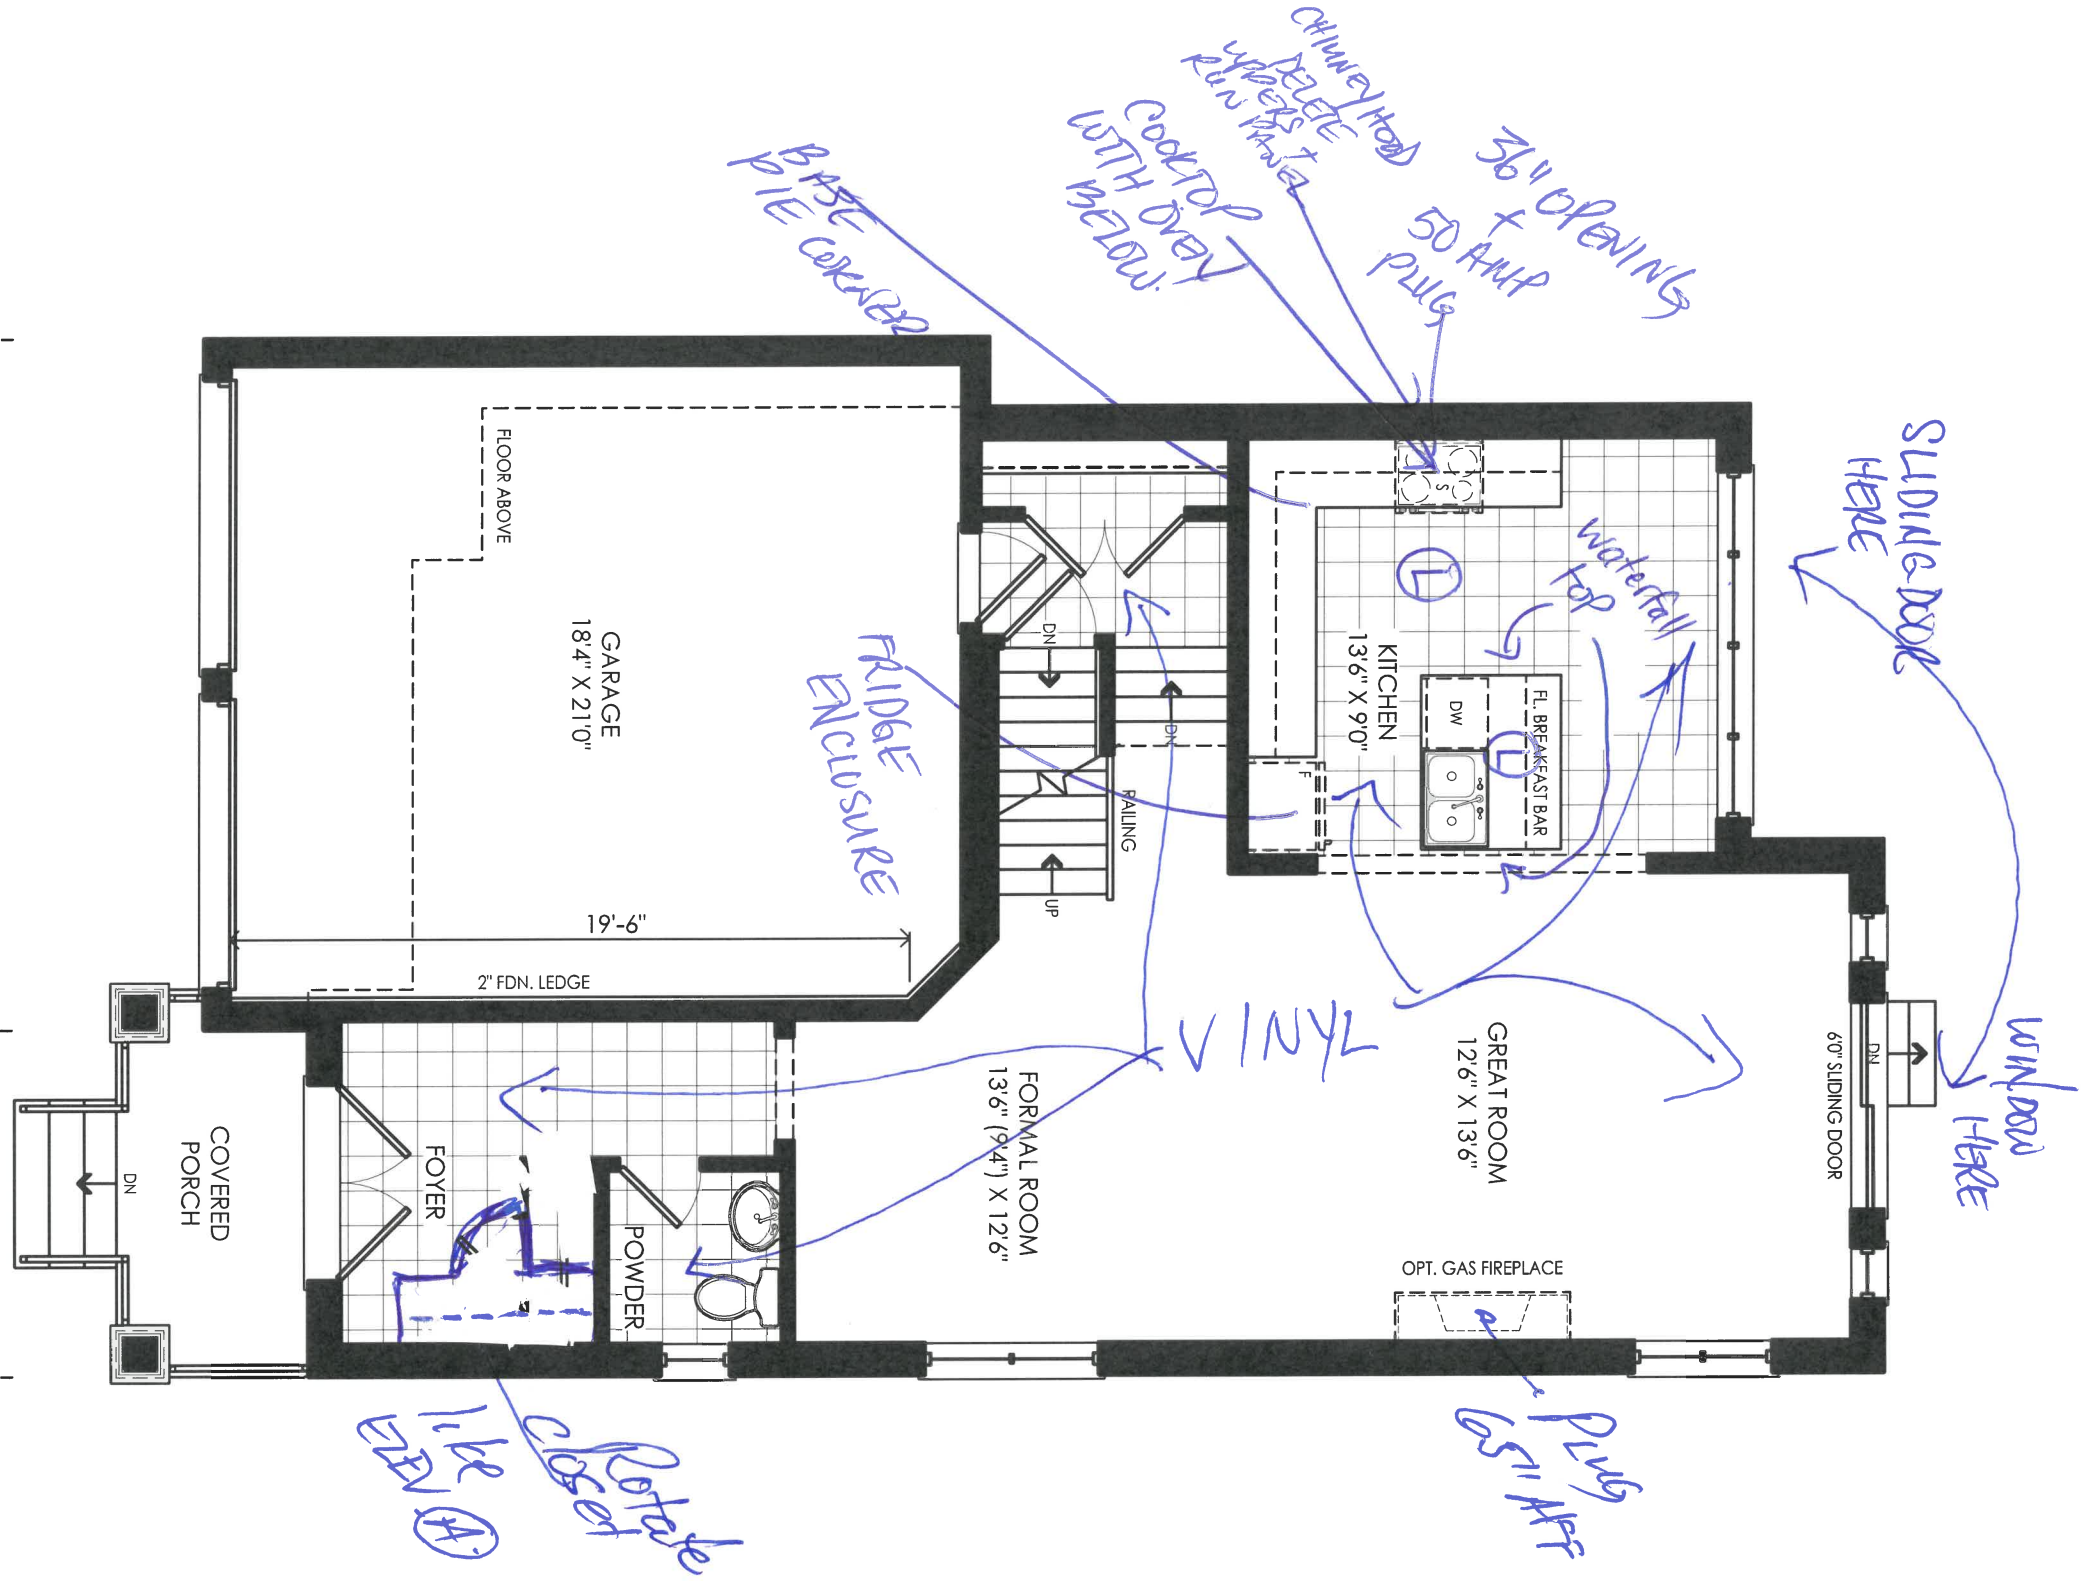 CHIMNEY HOOD
DELETE
UPPERS +
RUN PANEL
36" OPENING
+
50 AMP
PLUG
COOKTOP
WITH OVEN
BELOW.
BASE
PIE CORNER
SLIDING DOOR
HERE
WINDOW
HERE
FLOOR ABOVE
GARAGE
18'4" X 21'0"
19'-6"
2" FDN. LEDGE
FRIDGE
ENCLOSURE
DN
DN
RAILING
UP
S
L
Waterfall
top
KITCHEN
13'6" X 9'0"
DW
FL. BREAKFAST BAR
L
F
VINYL
GREAT ROOM
12'6" X 13'6"
6'0" SLIDING DOOR
DN
FORMAL ROOM
13'6" (9'4") X 12'6"
OPT. GAS FIREPLACE
COVERED
PORCH
DN
FOYER
POWDER
PLUG
65" AFF
Rotate
Closet
like
ELEV A